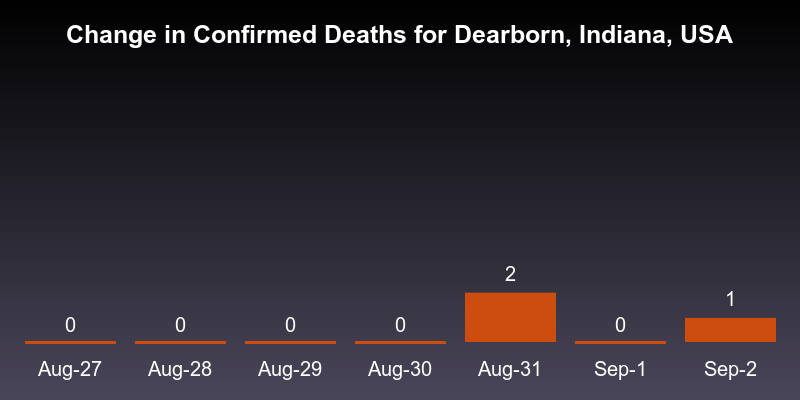 Change in Confirmed Deaths for Dearborn, Indiana, USA
0 0 0 0 2 0 1
Aug-27 Aug-28 Aug-29 Aug-30 Aug-31 Sep-1 Sep-2